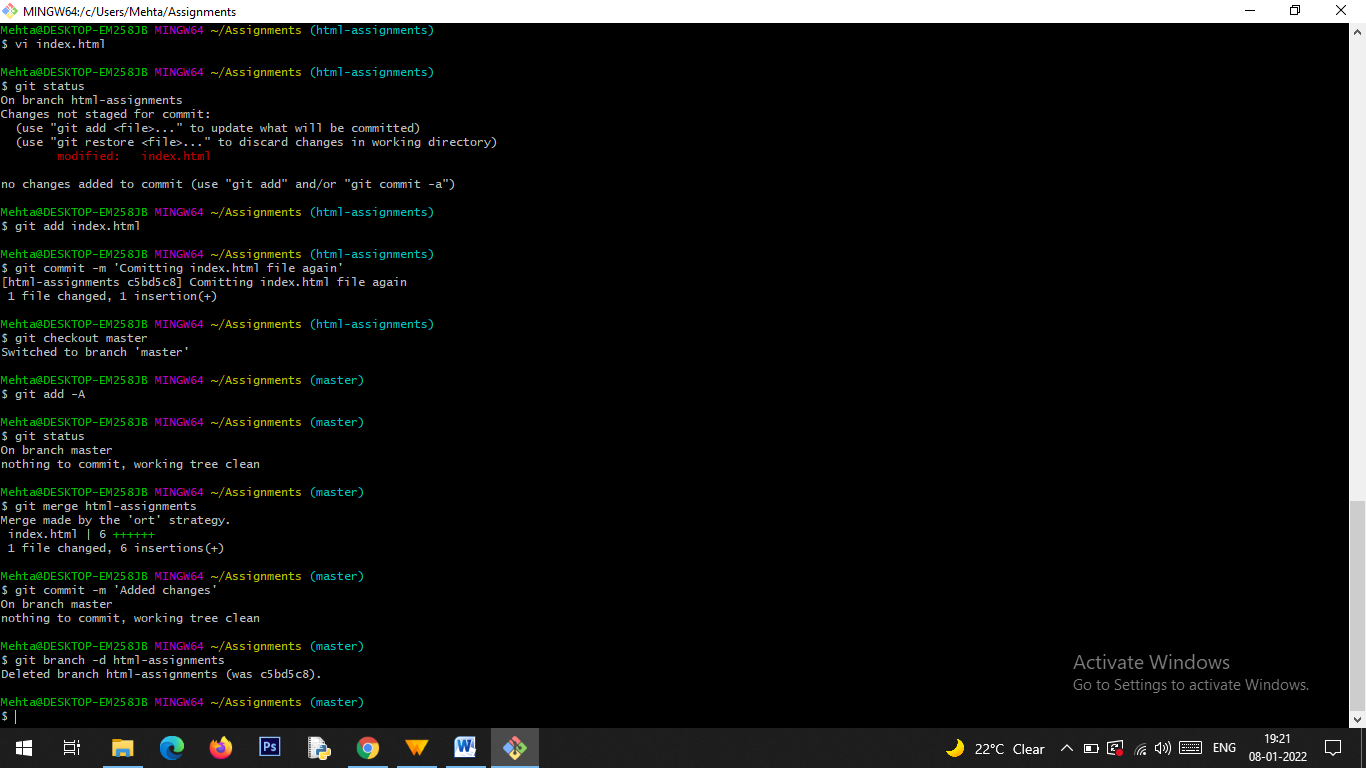 MINGW64:/c/Users/Mehta/Assignments
Mehta@DESKTOP-EM258JB MINGW64 ~/Assignments (html-assignments)
$ vi index.html
Mehta@DESKTOP-EM258JB MINGW64 ~/Assignments (html-assignments)
$ git status
On branch html-assignments
Changes not staged for commit:
  (use "git add <file>..." to update what will be committed)
  (use "git restore <file>..." to discard changes in working directory)
        modified:   index.html
no changes added to commit (use "git add" and/or "git commit -a")
Mehta@DESKTOP-EM258JB MINGW64 ~/Assignments (html-assignments)
$ git add index.html
Mehta@DESKTOP-EM258JB MINGW64 ~/Assignments (html-assignments)
$ git commit -m 'Comitting index.html file again'
[html-assignments c5bd5c8] Comitting index.html file again
 1 file changed, 1 insertion(+)
Mehta@DESKTOP-EM258JB MINGW64 ~/Assignments (html-assignments)
$ git checkout master
Switched to branch 'master'
Mehta@DESKTOP-EM258JB MINGW64 ~/Assignments (master)
$ git add -A
Mehta@DESKTOP-EM258JB MINGW64 ~/Assignments (master)
$ git status
On branch master
nothing to commit, working tree clean
Mehta@DESKTOP-EM258JB MINGW64 ~/Assignments (master)
$ git merge html-assignments
Merge made by the 'ort' strategy.
 index.html | 6 ++++++
 1 file changed, 6 insertions(+)
Mehta@DESKTOP-EM258JB MINGW64 ~/Assignments (master)
$ git commit -m 'Added changes'
On branch master
nothing to commit, working tree clean
Mehta@DESKTOP-EM258JB MINGW64 ~/Assignments (master)
$ git branch -d html-assignments
Deleted branch html-assignments (was c5bd5c8).
Mehta@DESKTOP-EM258JB MINGW64 ~/Assignments (master)
$
Activate Windows
Go to Settings to activate Windows.
Ps
W
22°C Clear
ENG
19:21
08-01-2022